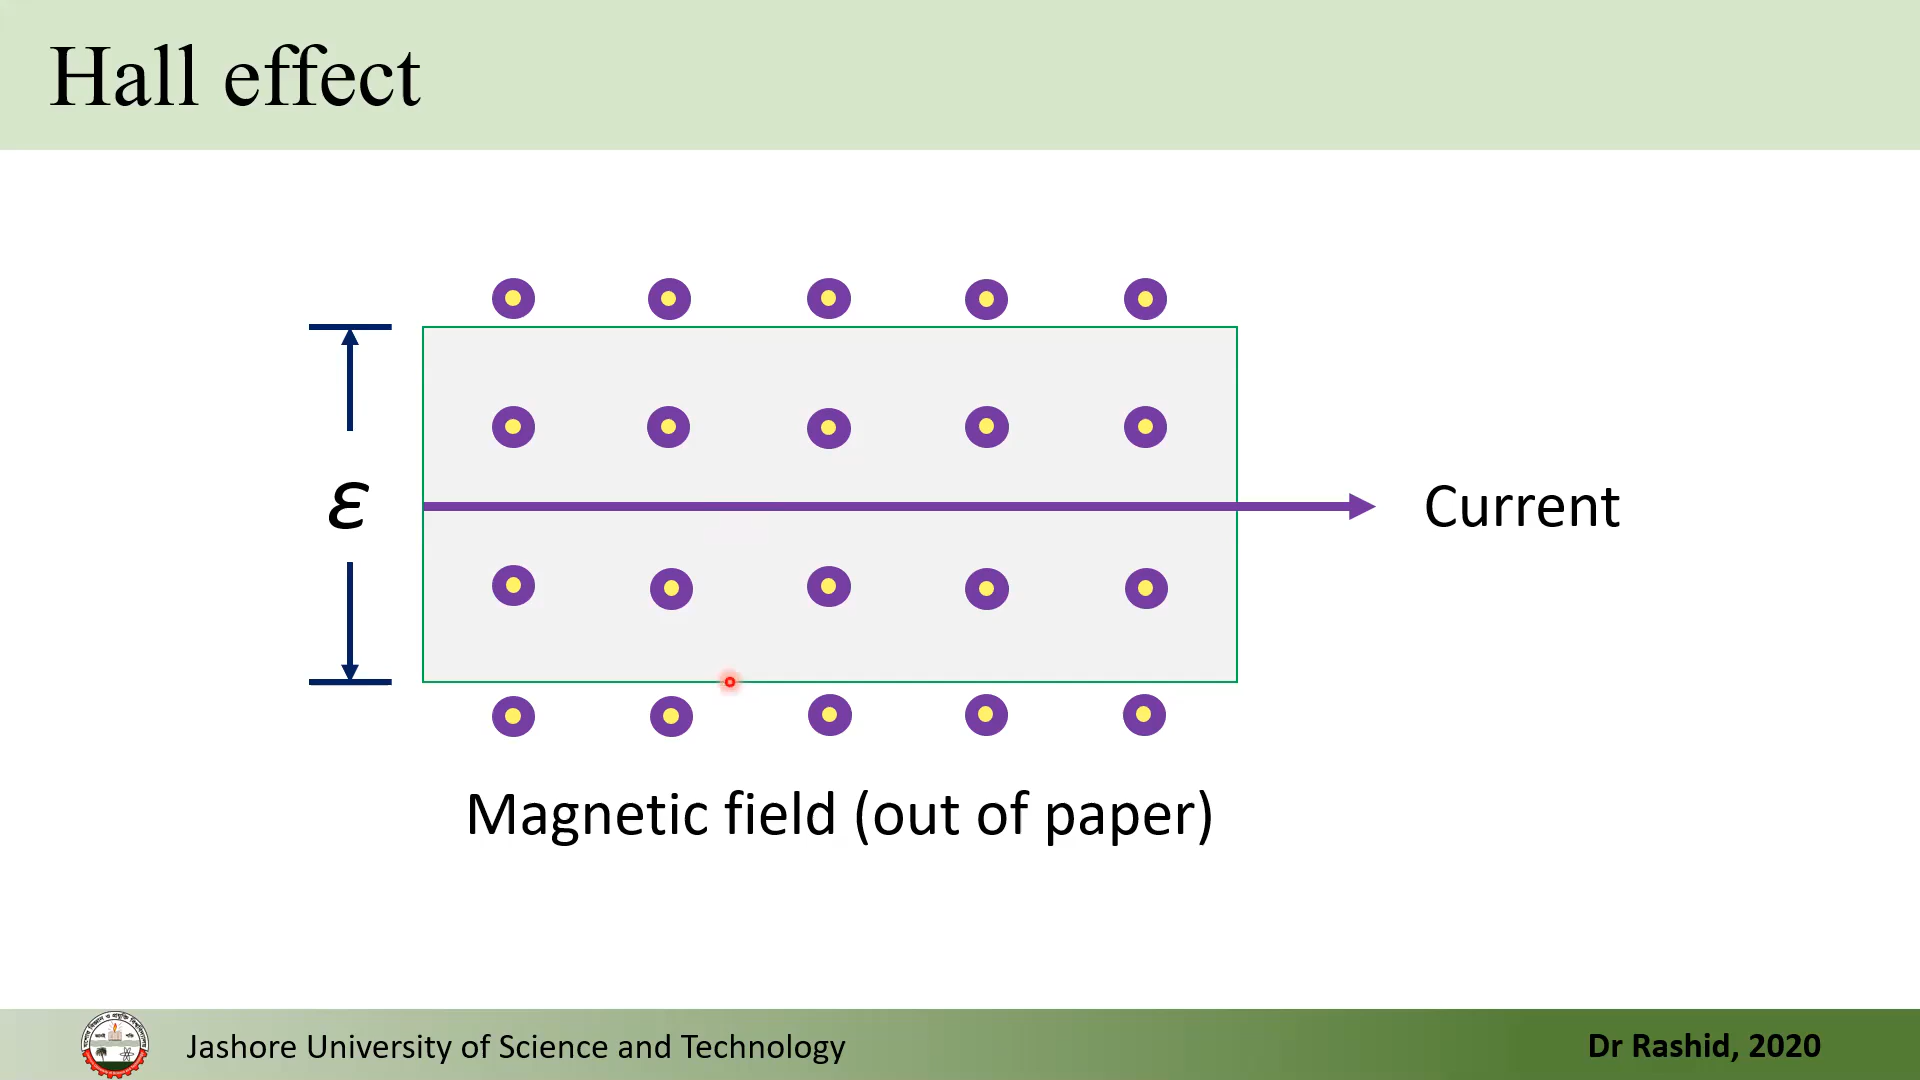 Hall effect
ε
Current
Magnetic field (out of paper)
Jashore University of Science and Technology
Dr Rashid, 2020